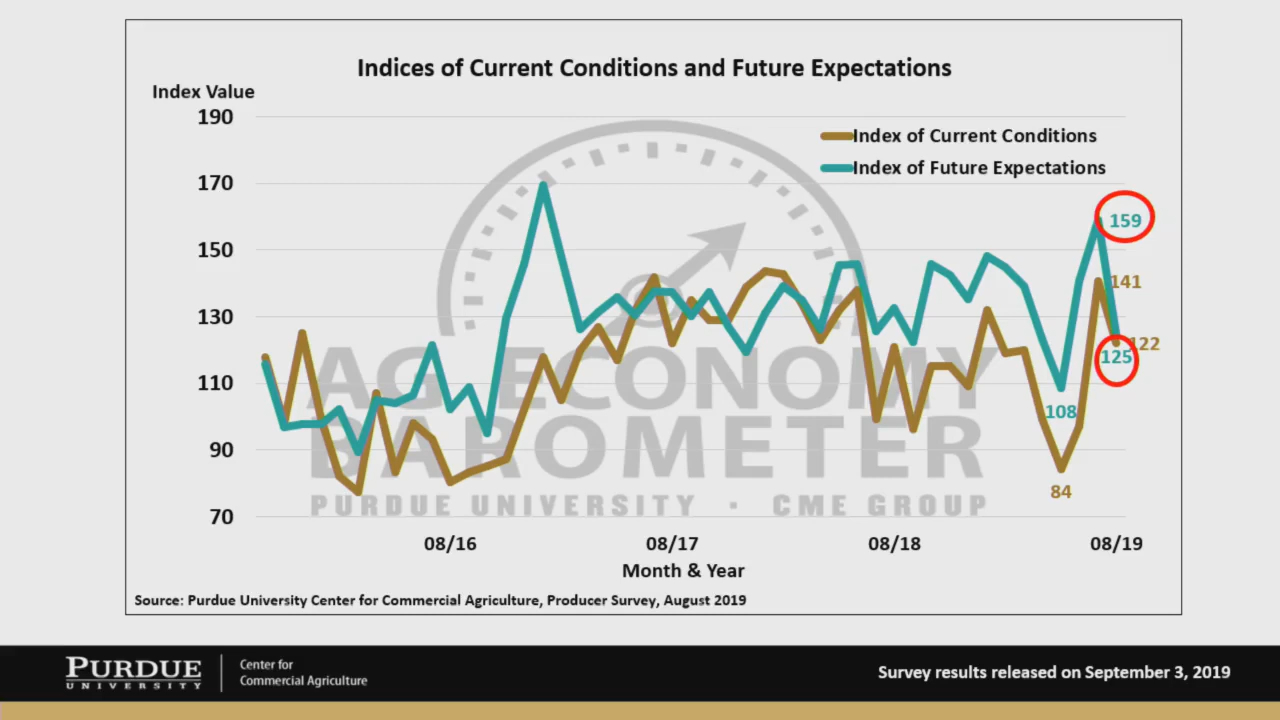 Indices of Current Conditions and Future Expectations
Index Value
190
170
150
130
110
90
70
Index of Current Conditions
Index of Future Expectations
159
141
122
125
108
84
AG ECONOMY
BAROMETER
PURDUE UNIVERSITY · CME GROUP
08/16 08/17 08/18 08/19
Month & Year
Source: Purdue University Center for Commercial Agriculture, Producer Survey, August 2019
PURDUE
UNIVERSITY
Center for
Commercial Agriculture
Survey results released on September 3, 2019